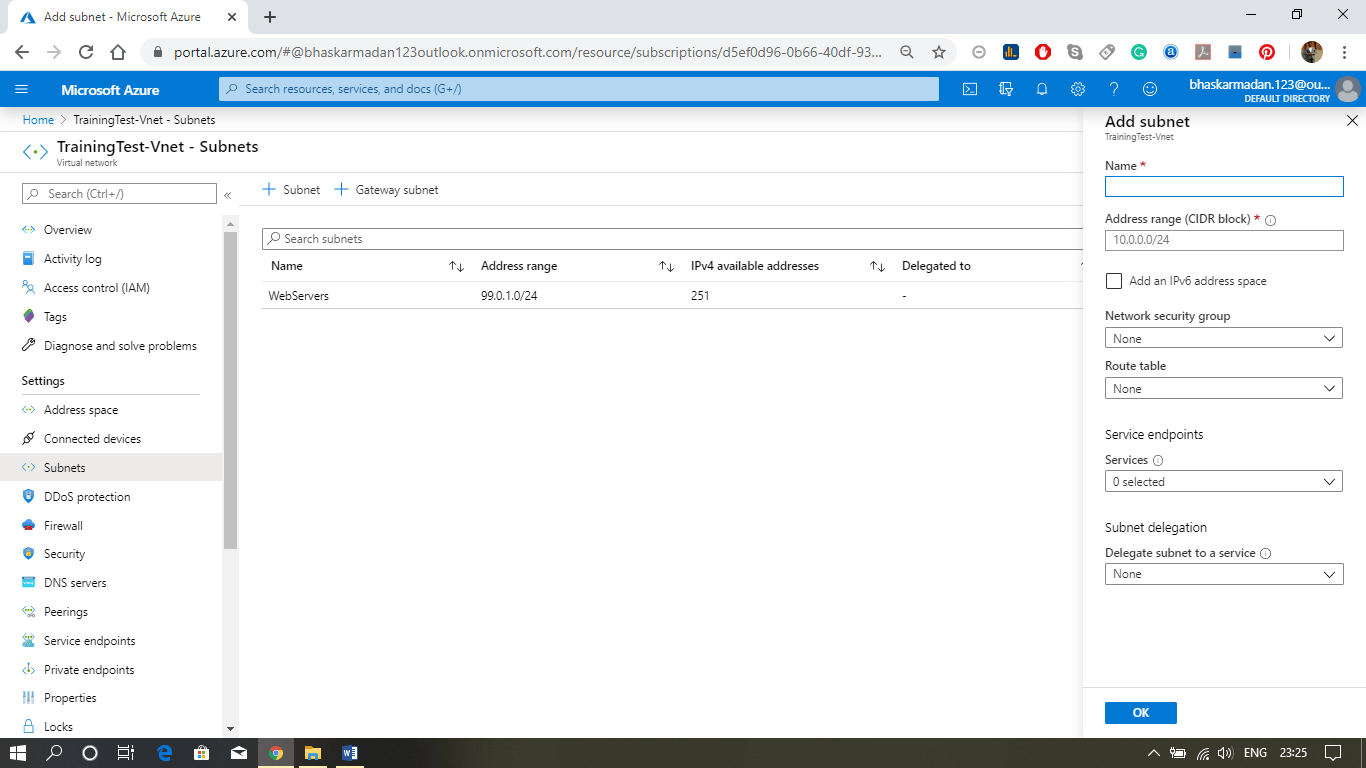 Add subnet - Microsoft Azure
portal.azure.com/#@bhaskarmadan123outlook.onmicrosoft.com/resource/subscriptions/d5ef0d96-0b66-40df-93...
Microsoft Azure
Search resources, services, and docs (G+/)
bhaskarmadan.123@ou...
DEFAULT DIRECTORY
Home > TrainingTest-Vnet - Subnets
TrainingTest-Vnet - Subnets
Virtual network
Search (Ctrl+/)
«
Overview
Activity log
Access control (IAM)
Tags
Diagnose and solve problems
Settings
Address space
Connected devices
Subnets
DDoS protection
Firewall
Security
DNS servers
Peerings
Service endpoints
Private endpoints
Properties
Locks
+ Subnet + Gateway subnet
Search subnets
Name Address range IPv4 available addresses Delegated to
WebServers 99.0.1.0/24 251 -
Add subnet
TrainingTest-Vnet
Name *
Address range (CIDR block) *
10.0.0.0/24
Add an IPv6 address space
Network security group
None
Route table
None
Service endpoints
Services
0 selected
Subnet delegation
Delegate subnet to a service
None
OK
ENG 23:25